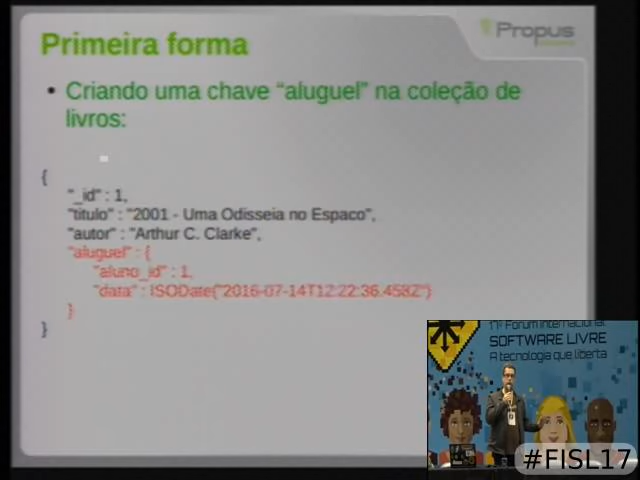 Primeira forma
Propus
• Criando uma chave “aluguel” na coleção de
livros:
{
"_id" : 1,
"titulo" : "2001 - Uma Odisseia no Espaco",
"autor" : "Arthur C. Clarke",
"aluguel" : {
"aluno_id" : 1,
"data" : ISODate("2016-07-14T12:22:36.458Z")
}
}
17º Fórum Internacional
SOFTWARE LIVRE
A tecnologia que liberta
#FISL17